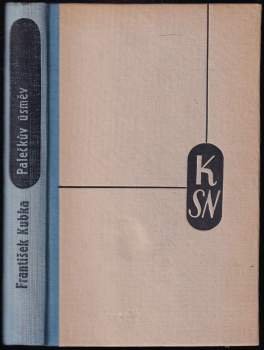 František Kubka
Palečkův úsměv
K
SN